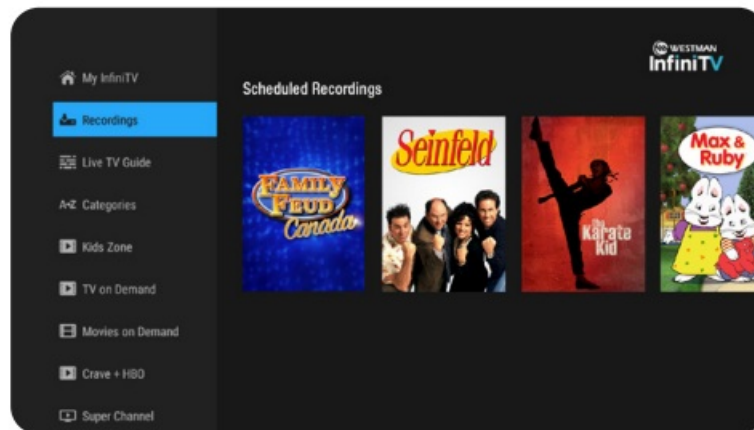 WESTMAN
InfiniTV
My InfiniTV
Recordings
Live TV Guide
A-Z Categories
Kids Zone
TV on Demand
Movies on Demand
Crave + HBO
Super Channel
Scheduled Recordings
FAMILY
FEUD
Canada
Seinfeld
the
Karate
Kid
Max &
Ruby